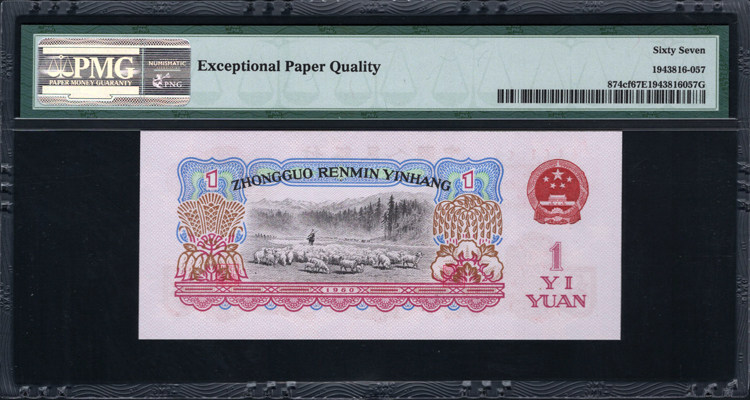 PMG
PAPER MONEY GUARANTY
NUMISMATIC
PNG
Exceptional Paper Quality
Sixty Seven
1943816-057
874cf67E1943816057G
1
ZHONGGUO RENMIN YINHANG
1
1960
1
YI
YUAN